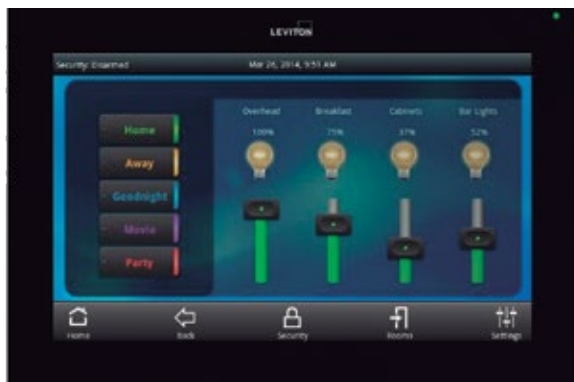 LEVITON
Security: Disarmed Mar 26, 2014, 9:51 AM
Overhead Breakfast Cabinets Bar Lights
100% 75% 37% 52%
Home
Away
Goodnight
Movie
Party
Home Back Security Rooms Settings